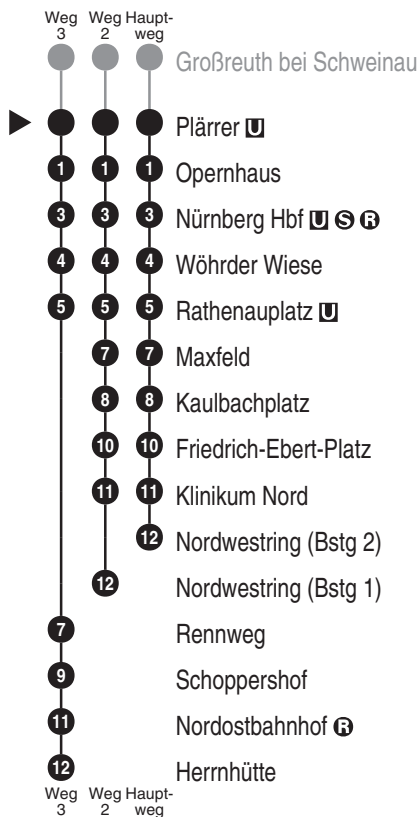 Weg Weg Haupt-
3 2 weg
Großreuth bei Schweinau
Plärrer U
1 1 1 Opernhaus
3 3 3 Nürnberg Hbf U S R
4 4 4 Wöhrder Wiese
5 5 5 Rathenauplatz U
7 7 Maxfeld
8 8 Kaulbachplatz
10 10 Friedrich-Ebert-Platz
11 11 Klinikum Nord
12 Nordwestring (Bstg 2)
12 Nordwestring (Bstg 1)
7 Rennweg
9 Schoppershof
11 Nordostbahnhof R
12 Herrnhütte
Weg Weg Haupt-
3 2 weg